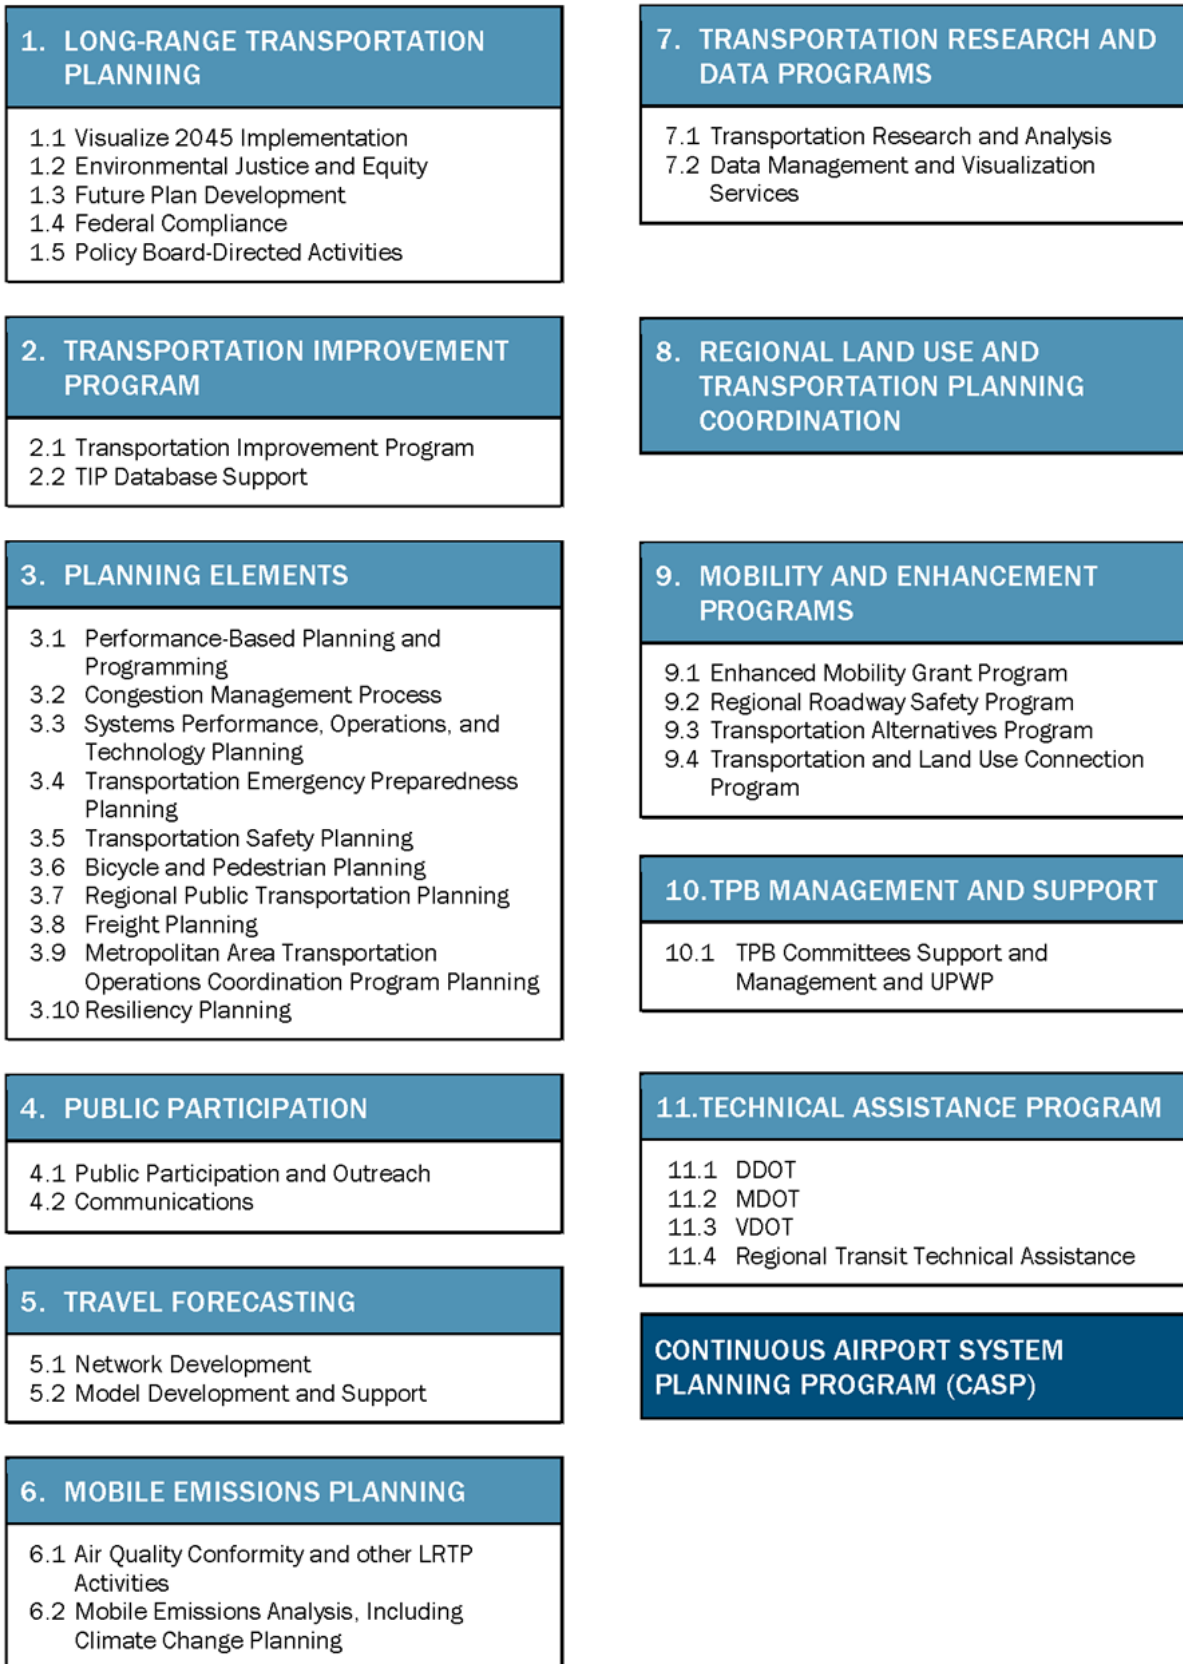 1. LONG-RANGE TRANSPORTATION
PLANNING
1.1 Visualize 2045 Implementation
1.2 Environmental Justice and Equity
1.3 Future Plan Development
1.4 Federal Compliance
1.5 Policy Board-Directed Activities
2. TRANSPORTATION IMPROVEMENT
PROGRAM
2.1 Transportation Improvement Program
2.2 TIP Database Support
3. PLANNING ELEMENTS
3.1 Performance-Based Planning and
Programming
3.2 Congestion Management Process
3.3 Systems Performance, Operations, and
Technology Planning
3.4 Transportation Emergency Preparedness
Planning
3.5 Transportation Safety Planning
3.6 Bicycle and Pedestrian Planning
3.7 Regional Public Transportation Planning
3.8 Freight Planning
3.9 Metropolitan Area Transportation
Operations Coordination Program Planning
3.10 Resiliency Planning
4. PUBLIC PARTICIPATION
4.1 Public Participation and Outreach
4.2 Communications
5. TRAVEL FORECASTING
5.1 Network Development
5.2 Model Development and Support
6. MOBILE EMISSIONS PLANNING
6.1 Air Quality Conformity and other LRTP
Activities
6.2 Mobile Emissions Analysis, Including
Climate Change Planning
7. TRANSPORTATION RESEARCH AND
DATA PROGRAMS
7.1 Transportation Research and Analysis
7.2 Data Management and Visualization
Services
8. REGIONAL LAND USE AND
TRANSPORTATION PLANNING
COORDINATION
9. MOBILITY AND ENHANCEMENT
PROGRAMS
9.1 Enhanced Mobility Grant Program
9.2 Regional Roadway Safety Program
9.3 Transportation Alternatives Program
9.4 Transportation and Land Use Connection
Program
10.TPB MANAGEMENT AND SUPPORT
10.1 TPB Committees Support and
Management and UPWP
11.TECHNICAL ASSISTANCE PROGRAM
11.1 DDOT
11.2 MDOT
11.3 VDOT
11.4 Regional Transit Technical Assistance
CONTINUOUS AIRPORT SYSTEM
PLANNING PROGRAM (CASP)